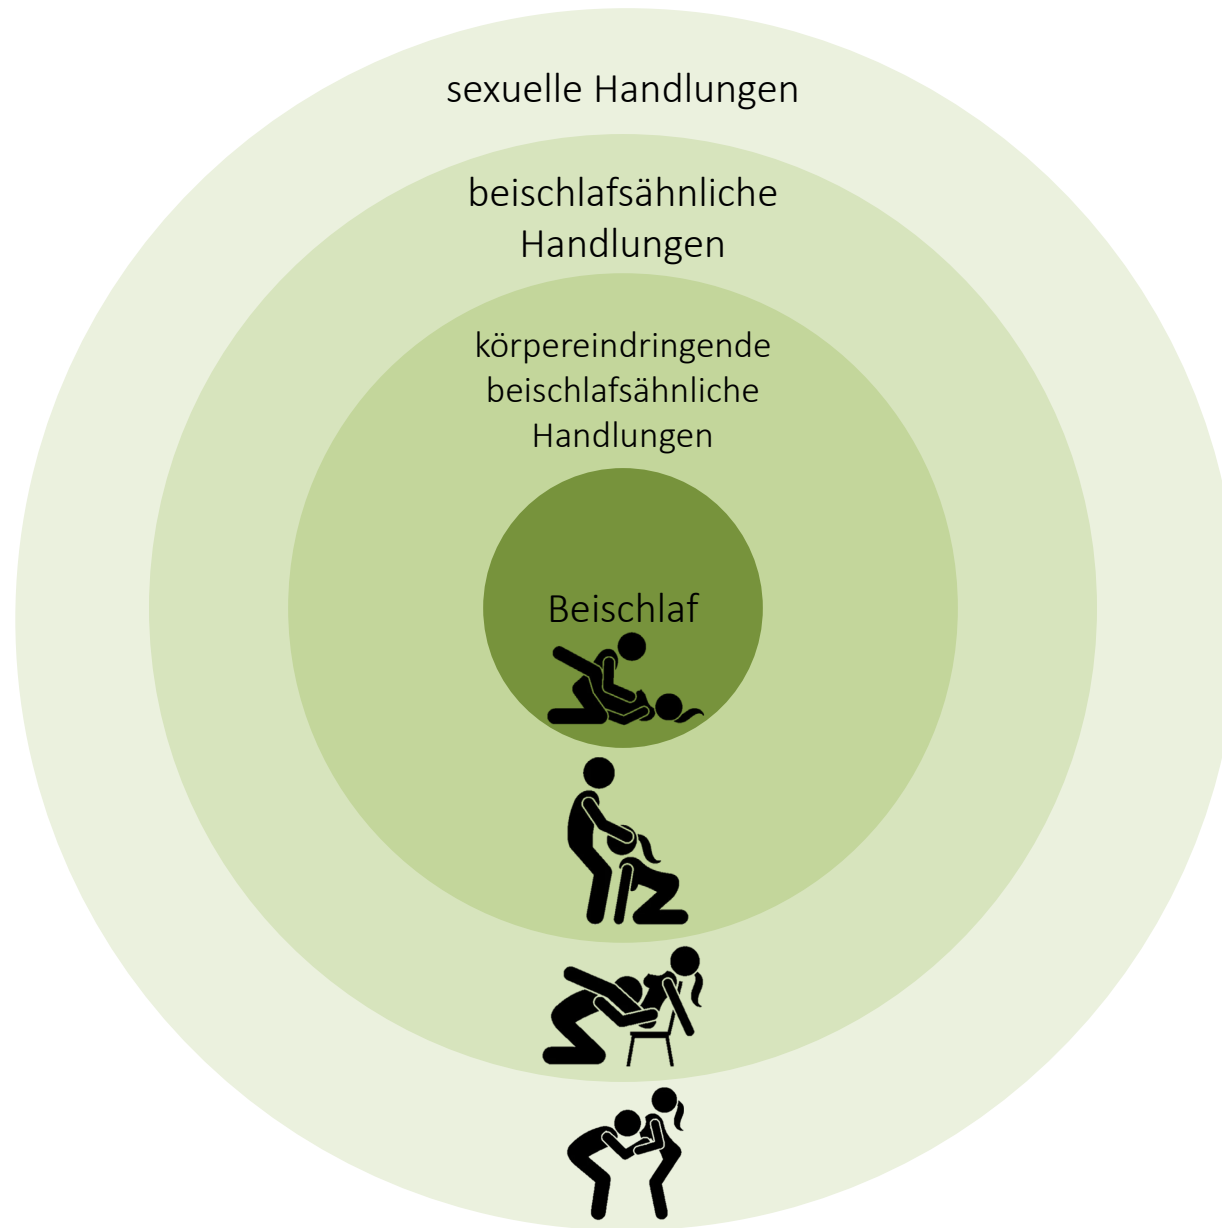 sexuelle Handlungen
beischlafsähnliche
Handlungen
körpereindringende
beischlafsähnliche
Handlungen
Beischlaf